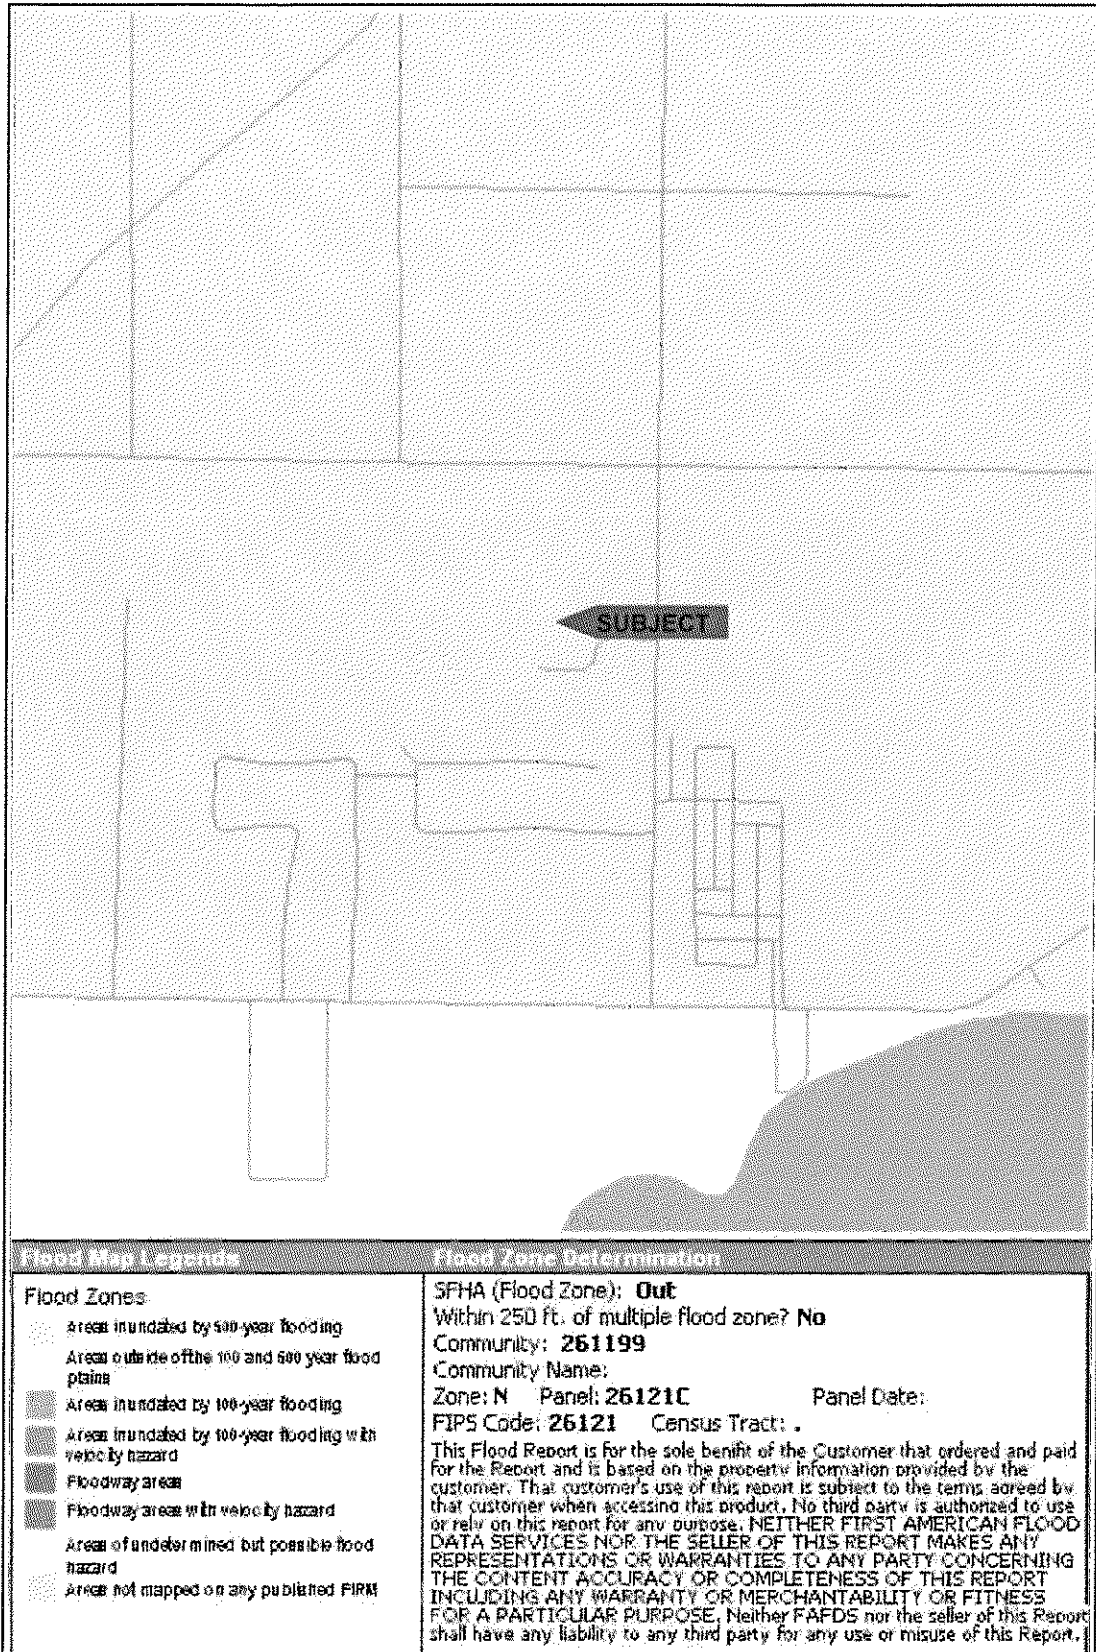 SUBJECT
Flood Map Legends
Flood Zones
Areas inundated by 500-year flooding
Areas outside of the 100 and 500 year flood
plains
Areas inundated by 100-year flooding
Areas inundated by 100-year flooding with
velocity hazard
Floodway areas
Floodway areas with velocity hazard
Areas of undetermined but possible flood
hazard
Areas not mapped on any published FIRM
Flood Zone Determination
SFHA (Flood Zone): Out
Within 250 ft. of multiple flood zone? No
Community: 261199
Community Name:
Zone: N Panel: 26121C Panel Date:
FIPS Code: 26121 Census Tract: .
This Flood Report is for the sole benifit of the Customer that ordered and paid
for the Report and is based on the property information provided by the
customer. That customer's use of this report is subject to the terms agreed by
that customer when accessing this product. No third party is authorized to use
or rely on this report for any purpose. NEITHER FIRST AMERICAN FLOOD
DATA SERVICES NOR THE SELLER OF THIS REPORT MAKES ANY
REPRESENTATIONS OR WARRANTIES TO ANY PARTY CONCERNING
THE CONTENT ACCURACY OR COMPLETENESS OF THIS REPORT
INCLUDING ANY WARRANTY OR MERCHANTABILITY OR FITNESS
FOR A PARTICULAR PURPOSE. Neither FAFDS nor the seller of this Report
shall have any liability to any third party for any use or misuse of this Report.